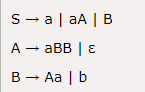 S → a | aA | B
A → aBB | ε
B → Aa | b